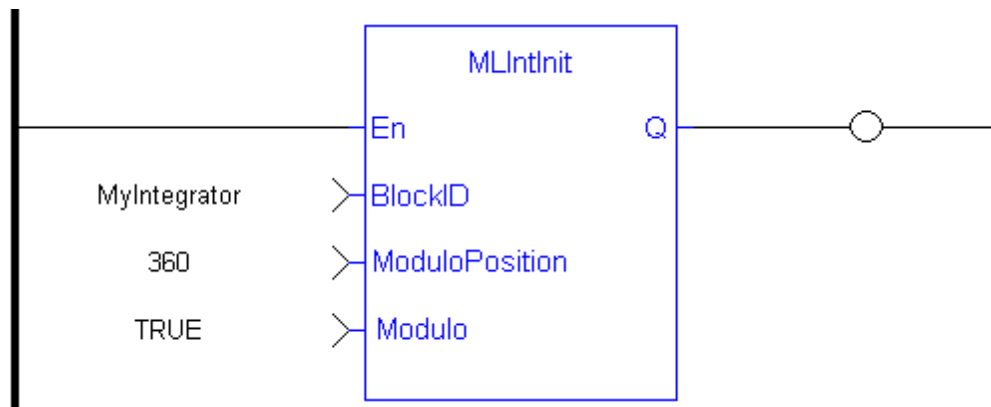 MLIntInit
En Q
MyIntegrator BlockID
360 ModuloPosition
TRUE Modulo